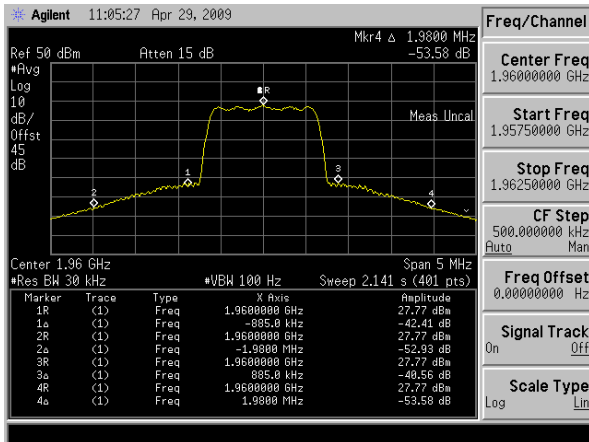 Agilent 11:05:27 Apr 29, 2009
Freq/Channel
Mkr4 Δ 1.9800 MHz
Ref 50 dBm Atten 15 dB -53.58 dB
#Avg
Log
10
dB/
Offst
45
dB
R
Meas Uncal
1
2
3
4
Center 1.96 GHz Span 5 MHz
#Res BW 30 kHz #VBW 100 Hz Sweep 2.141 s (401 pts)
Marker Trace Type X Axis Amplitude
1R (1) Freq 1.9600000 GHz 27.77 dBm
1Δ (1) Freq -885.0 kHz -42.41 dB
2R (1) Freq 1.9600000 GHz 27.77 dBm
2Δ (1) Freq -1.9800 MHz -52.93 dB
3R (1) Freq 1.9600000 GHz 27.77 dBm
3Δ (1) Freq 885.0 kHz -40.56 dB
4R (1) Freq 1.9600000 GHz 27.77 dBm
4Δ (1) Freq 1.9800 MHz -53.58 dB
Center Freq
1.96000000 GHz
Start Freq
1.95750000 GHz
Stop Freq
1.96250000 GHz
CF Step
500.000000 kHz
Auto Man
Freq Offset
0.00000000 Hz
Signal Track
On Off
Scale Type
Log Lin